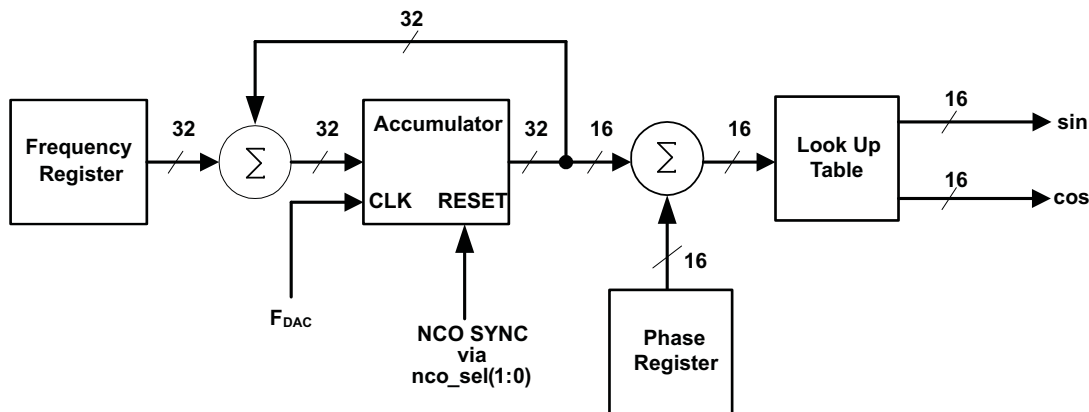 32
Frequency
Register
32
Σ
32
Accumulator
CLK RESET
32
16
Σ
16
Look Up
Table
16
sin
16
cos
16
F_DAC
NCO SYNC
via
nco_sel(1:0)
Phase
Register